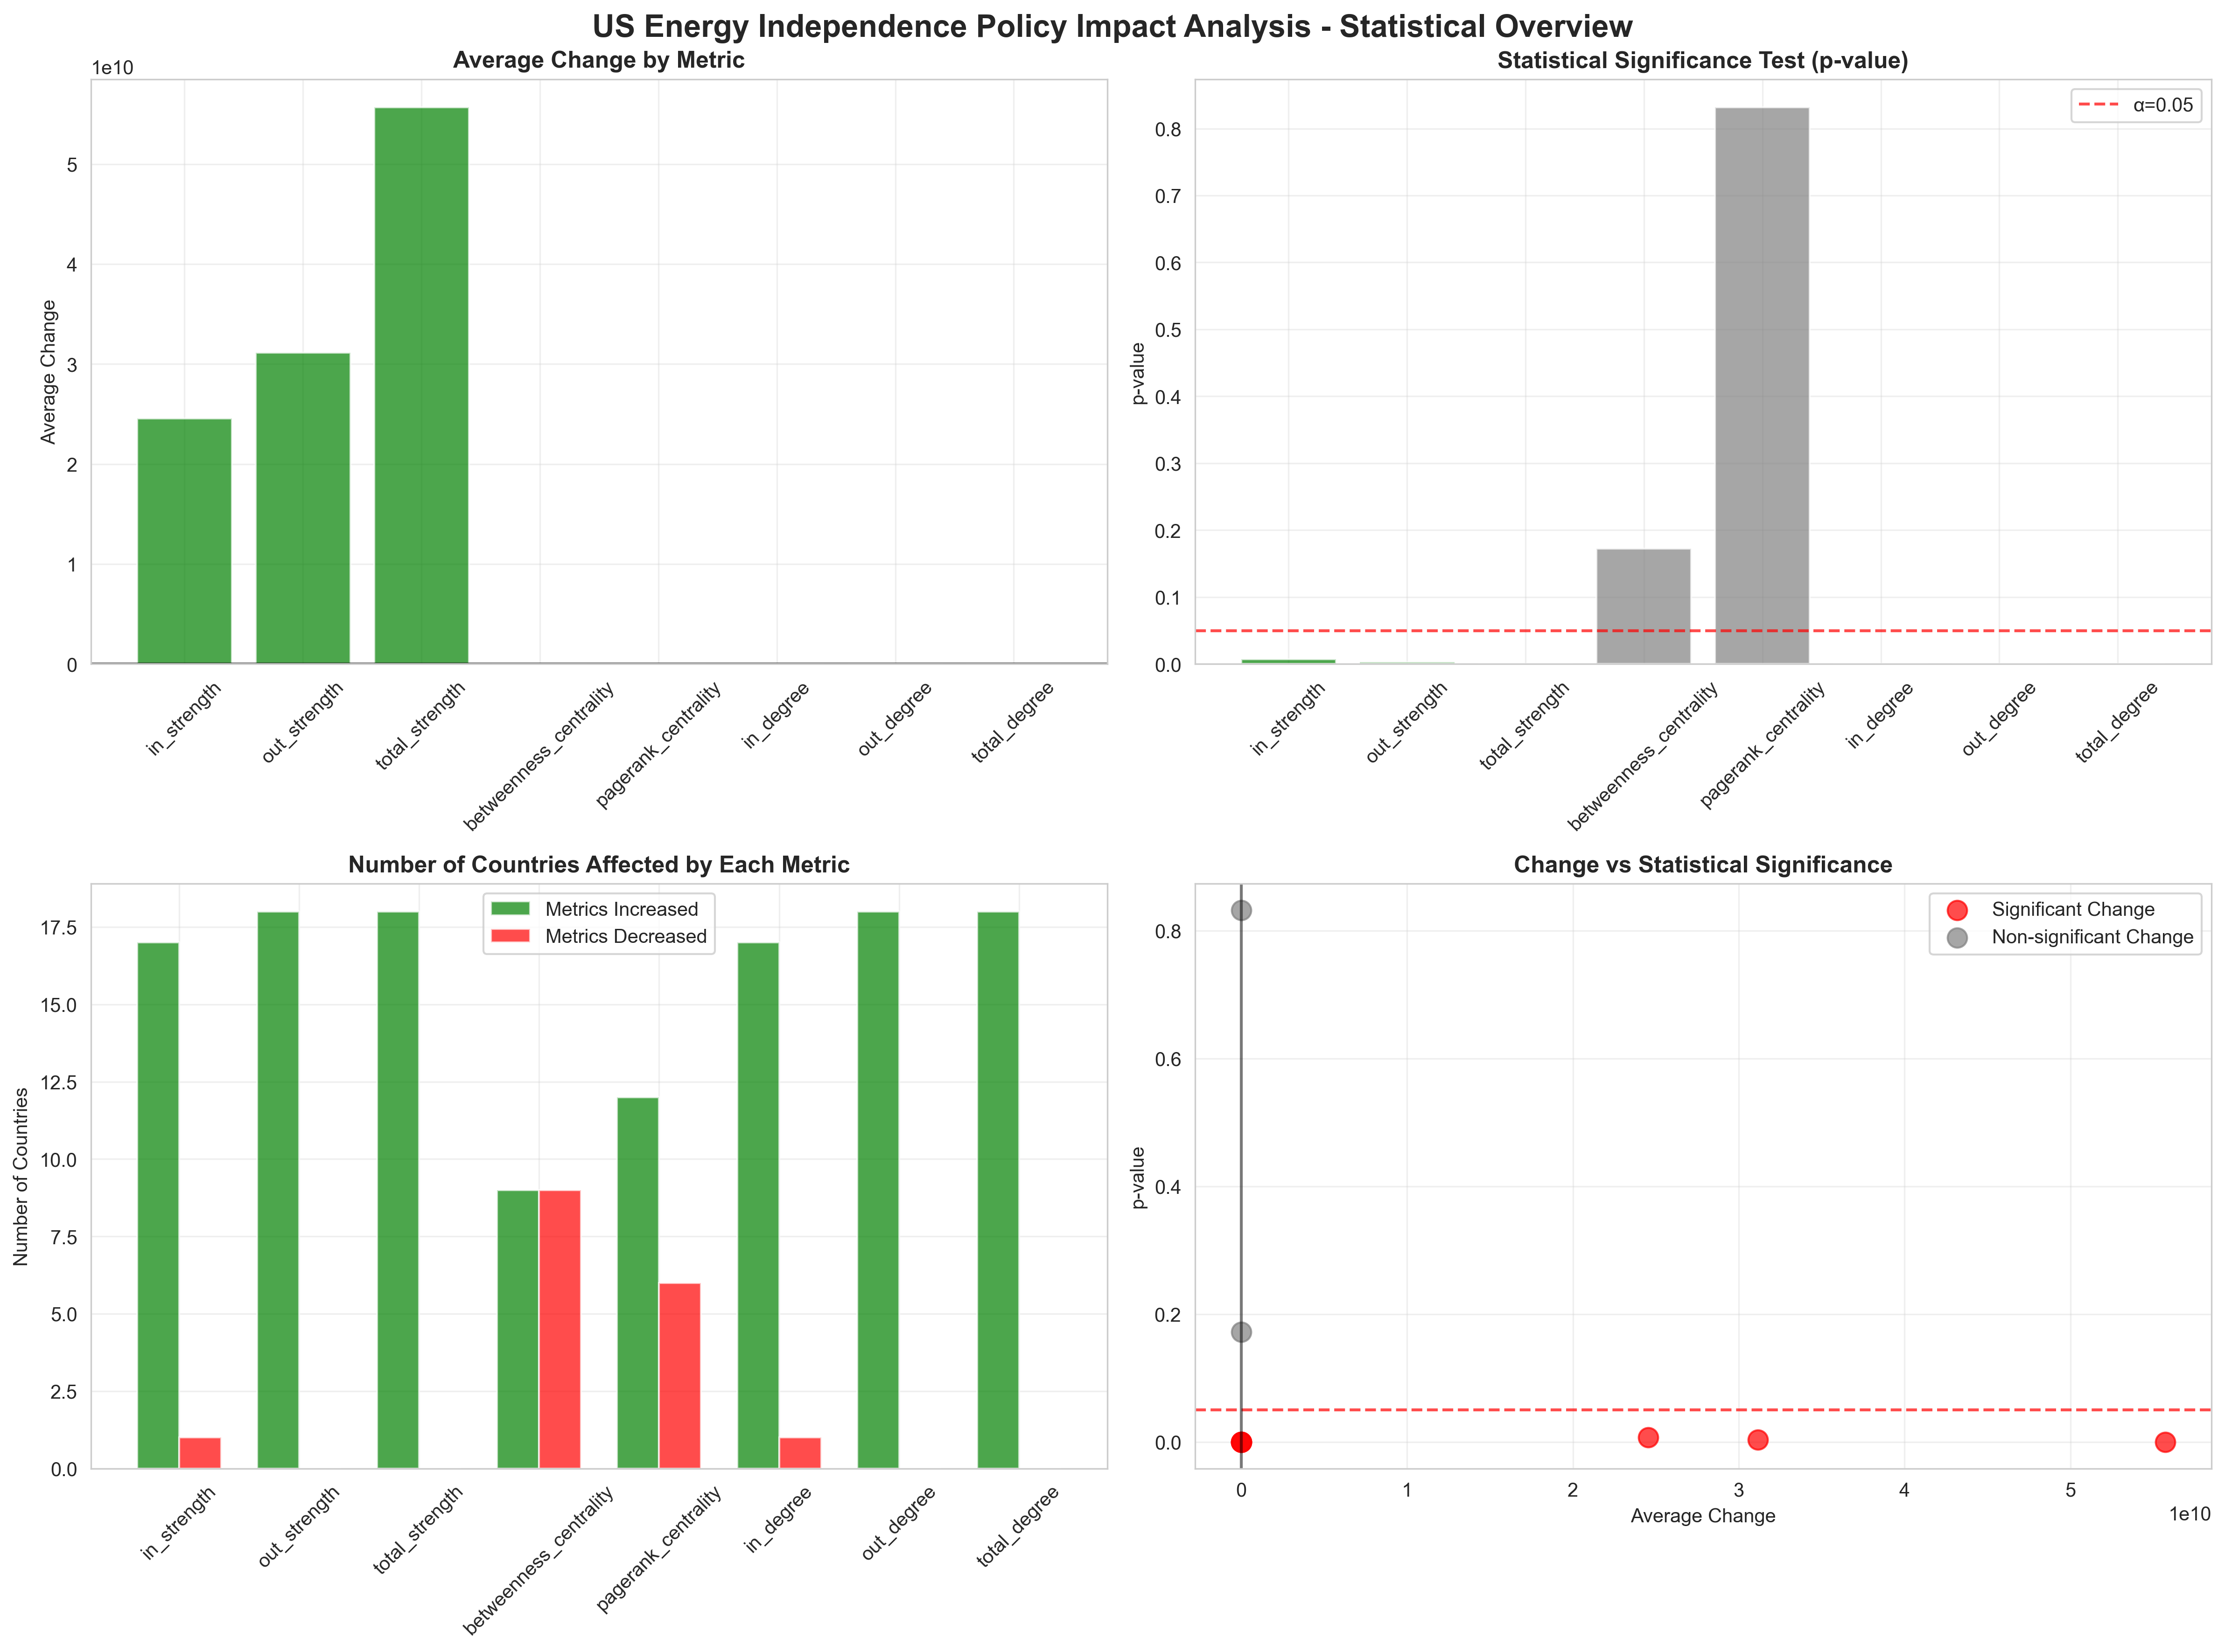 US Energy Independence Policy Impact Analysis - Statistical Overview
Average Change by Metric
1e10
Average Change
5
4
3
2
1
0
in_strength
out_strength
total_strength
betweenness_centrality
pagerank_centrality
in_degree
out_degree
total_degree
Statistical Significance Test (p-value)
α=0.05
p-value
0.8
0.7
0.6
0.5
0.4
0.3
0.2
0.1
0.0
in_strength
out_strength
total_strength
betweenness_centrality
pagerank_centrality
in_degree
out_degree
total_degree
Number of Countries Affected by Each Metric
Metrics Increased
Metrics Decreased
Number of Countries
17.5
15.0
12.5
10.0
7.5
5.0
2.5
0.0
in_strength
out_strength
total_strength
betweenness_centrality
pagerank_centrality
in_degree
out_degree
total_degree
Change vs Statistical Significance
Significant Change
Non-significant Change
p-value
0.8
0.6
0.4
0.2
0.0
0
1
2
3
4
5
1e10
Average Change